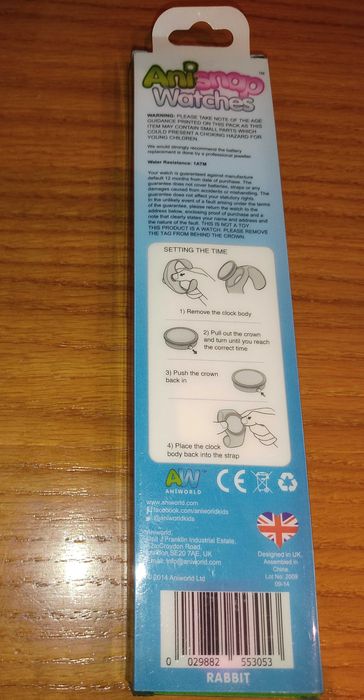 Anisnap™
Watches
WARNING: PLEASE TAKE NOTE OF THE AGE
GUIDANCE PRINTED ON THIS PACK AS THIS
ITEM MAY CONTAIN SMALL PARTS WHICH
COULD PRESENT A CHOKING HAZARD FOR
YOUNG CHILDREN.
We would strongly recommend the battery
replacement is done by a professional jeweller
Water Resistance: 1ATM
Your watch is guaranteed against manufacture
default 12 months from date of purchase. The
guarantee does not cover batteries, straps or any
damages caused from accidents or mishandling. The
guarantee does not affect your statutory rights.
In the unlikely event of a fault arising under the terms
of the guarantee, please return the watch to the
address below, enclosing proof of purchase and a
note that clearly states your name and address and
the nature of the fault. THIS IS NOT A TOY
THIS PRODUCT IS A WATCH. PLEASE REMOVE
THE TAG FROM BEHIND THE CROWN.
SETTING THE TIME
1) Remove the clock body
2) Pull out the crown
and turn until you reach
the correct time
3) Push the crown
back in
4) Place the clock
body back into the strap
AW™
ANIWORLD
CE
www.aniworld.com
facebook.com/aniworldkids
@aniworldkids
Aniworld
Unit J Franklin Industrial Estate,
Croydon Road,
London SE20 7AE, UK
Email: info@aniworld.com
© 2014 Aniworld Ltd
Designed in UK.
Assembled in
China.
Lot No: 2009
09-14
0 029882 553053
RABBIT